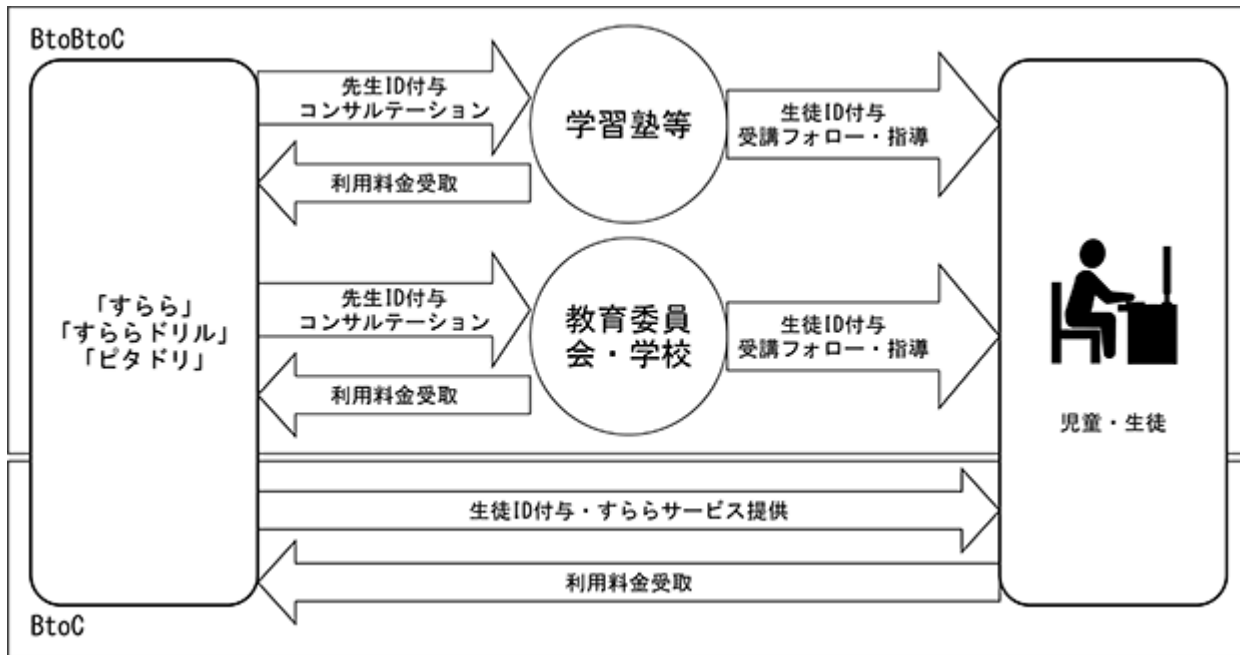 BtoBtoC
「すらら」
「すららドリル」
「ピタドリ」
先生ID付与
コンサルテーション
利用料金受取
学習塾等
生徒ID付与
受講フォロー・指導
先生ID付与
コンサルテーション
利用料金受取
教育委員
会・学校
生徒ID付与
受講フォロー・指導
児童・生徒
生徒ID付与・すららサービス提供
利用料金受取
BtoC